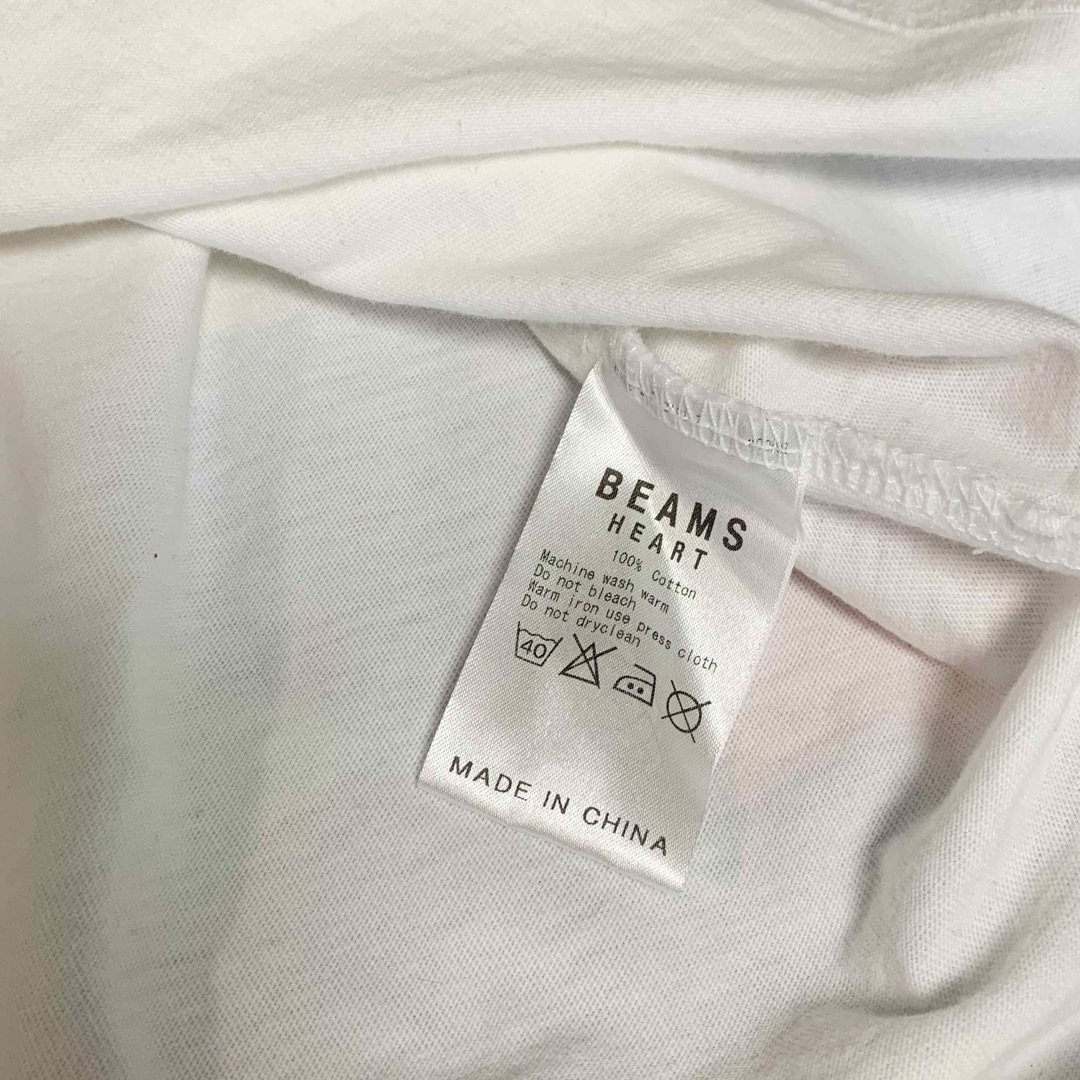 BEAMS
HEART
100% Cotton
Machine wash warm
Do not bleach
Warm iron use press cloth
Do not dryclean
40
MADE IN CHINA